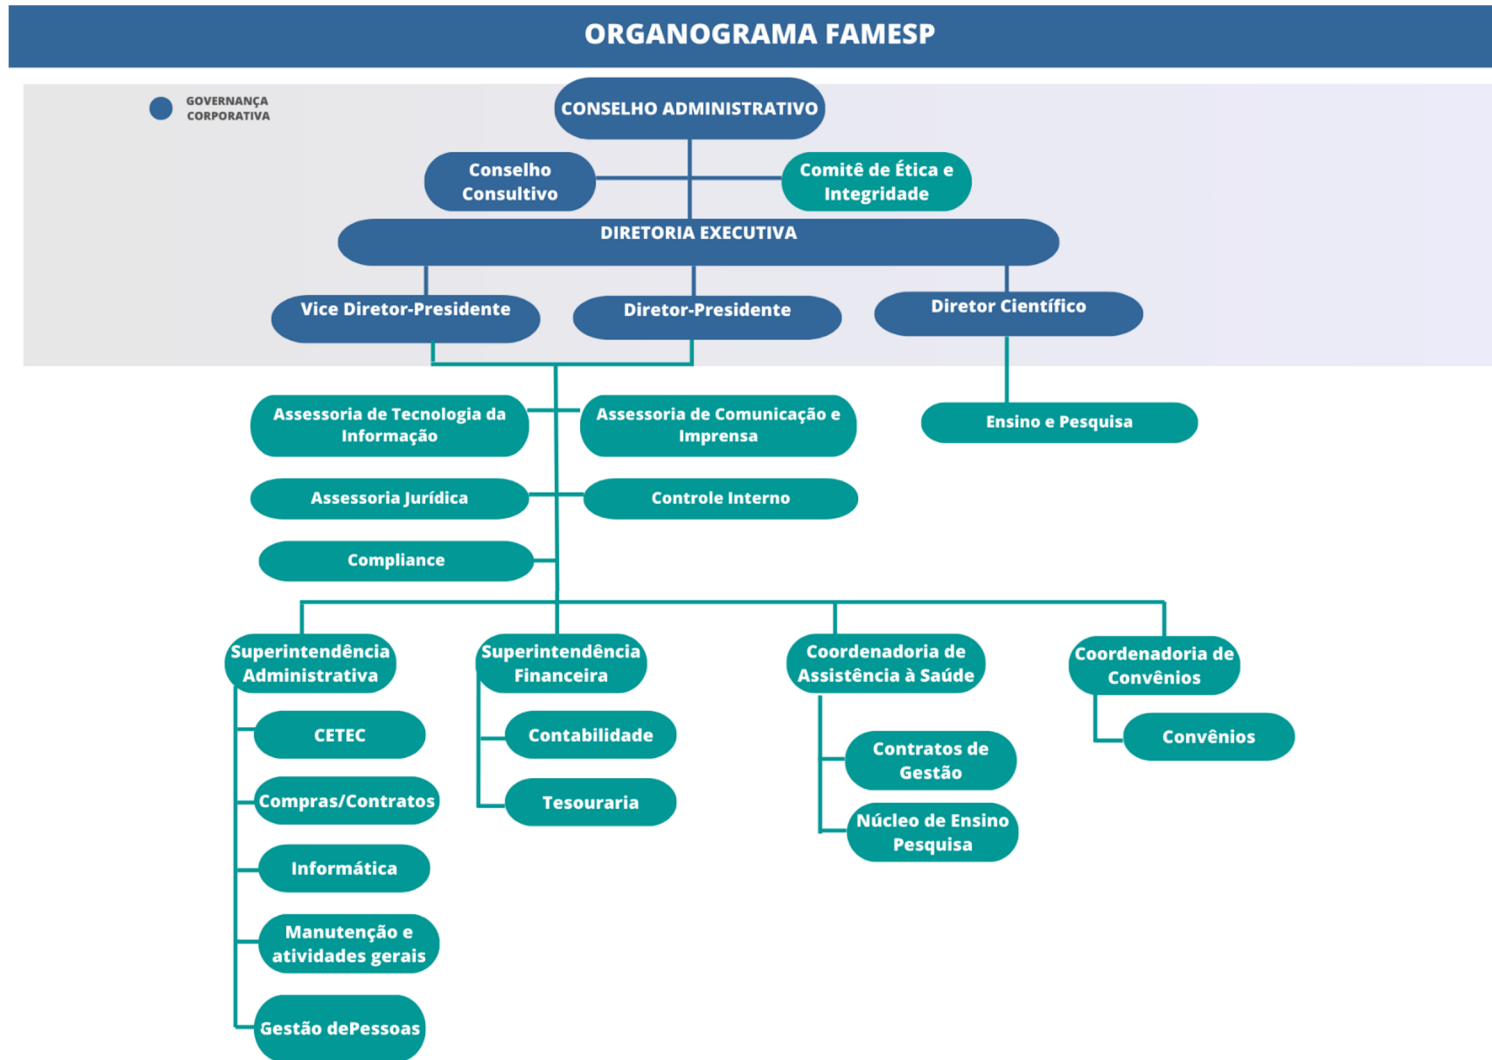 ORGANOGRAMA FAMESP
GOVERNANÇA
CORPORATIVA
CONSELHO ADMINISTRATIVO
Conselho
Consultivo
Comitê de Ética e
Integridade
DIRETORIA EXECUTIVA
Vice Diretor-Presidente
Diretor-Presidente
Diretor Científico
Assessoria de Tecnologia da
Informação
Assessoria de Comunicação e
Imprensa
Ensino e Pesquisa
Assessoria Jurídica
Controle Interno
Compliance
Superintendência
Administrativa
Superintendência
Financeira
Coordenadoria de
Assistência à Saúde
Coordenadoria de
Convênios
CETEC
Compras/Contratos
Informática
Manutenção e
atividades gerais
Gestão dePessoas
Contabilidade
Tesouraria
Contratos de
Gestão
Núcleo de Ensino
Pesquisa
Convênios